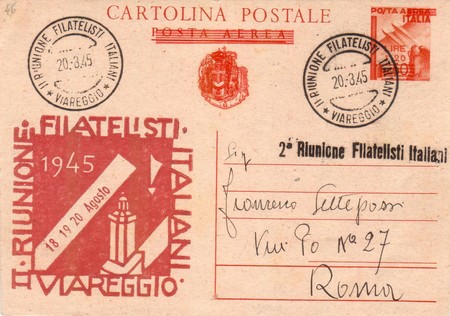 CARTOLINA POSTALE
POSTA AEREA
II RIUNIONE FILATELISTI ITALIANI
20.8.45
VIAREGGIO
II RIUNIONE FILATELISTI ITALIANI
20.8.45
VIAREGGIO
POSTA AEREA
ITALIA
LIRE
II RIUNIONE · FILATELISTI · ITALIANI
VIAREGGIO
1945
18 19 20 Agosto
2ª Riunione Filatelisti Italiani
Sig
Francesco
Via Po Nº 27
Roma